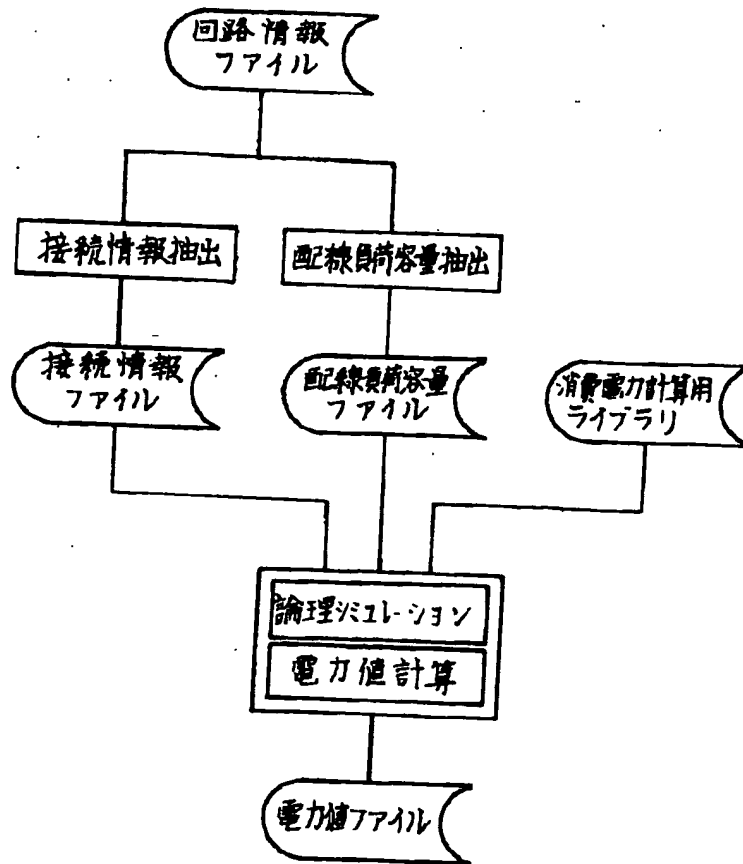 回路情報
ファイル
接続情報抽出
配線負荷容量抽出
接続情報
ファイル
配線負荷容量
ファイル
消費電力計算用
ライブラリ
論理シミュレーション
電力値計算
電力値ファイル